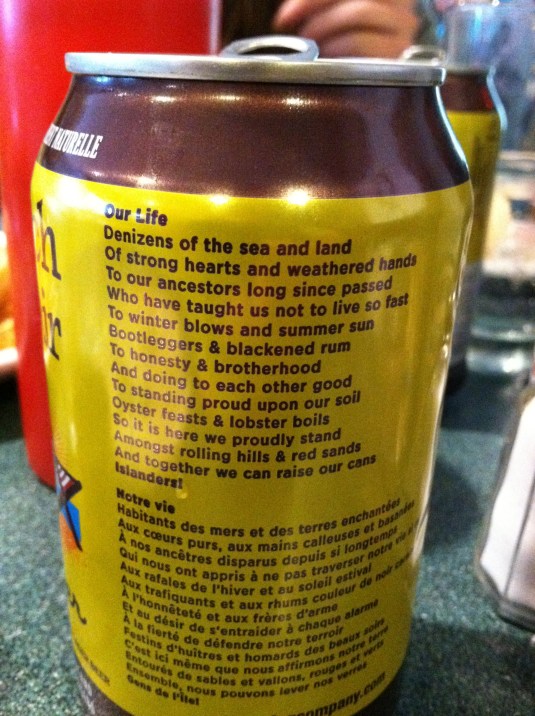 NATURELLE
h
ir
r
Our Life
Denizens of the sea and land
Of strong hearts and weathered hands
To our ancestors long since passed
Who have taught us not to live so fast
To winter blows and summer sun
Bootleggers & blackened rum
To honesty & brotherhood
And doing to each other good
To standing proud upon our soil
Oyster feasts & lobster boils
So it is here we proudly stand
Amongst rolling hills & red sands
And together we can raise our cans
Islanders!
Notre vie
Habitants des mers et des terres enchantées
Aux cœurs purs, aux mains calleuses et basanées
À nos ancêtres disparus depuis si longtemps
Qui nous ont appris à ne pas traverser notre vie
Aux rafales de l'hiver et au soleil estival
Aux trafiquants et aux rhums couleur de noir
À l'honnêteté et aux frères d'arme
Et au désir de s'entraider à chaque alarme
À la fierté de défendre notre terroir
Festins d'huîtres et homards des beaux soirs
C'est ici même que nous affirmons notre terre
Entourés de sables et vallons, rouges et verts
Ensemble, nous pouvons lever nos verres
Gens de l'Île!
company.com